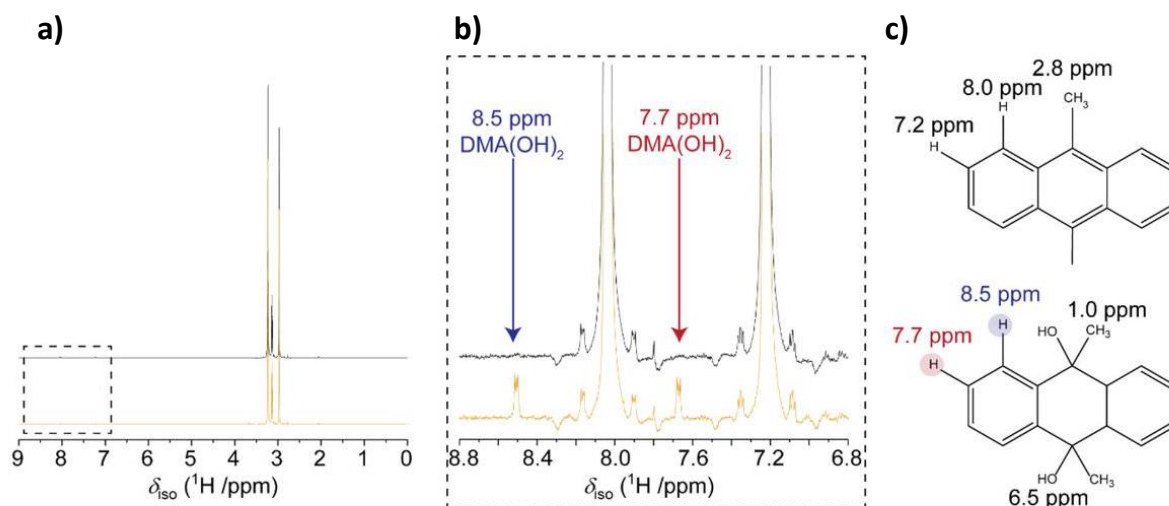 a)
9 8 7 6 5 4 3 2 1 0
δiso (¹H /ppm)
b)
8.5 ppm
DMA(OH)₂
7.7 ppm
DMA(OH)₂
8.8 8.4 8.0 7.6 7.2 6.8
δiso (¹H /ppm)
c)
2.8 ppm
8.0 ppm
H
CH₃
7.2 ppm
H
8.5 ppm
H
1.0 ppm
7.7 ppm
HO
CH₃
H
HO
CH₃
6.5 ppm